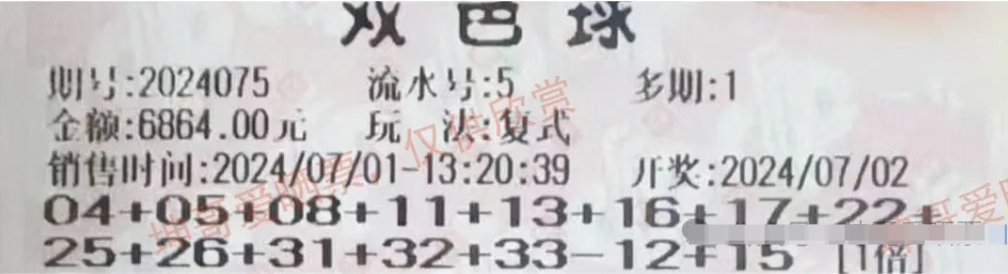 双色球
期号:2024075 流水号:5 多期:1
金额:6864.00元 玩 法:复式
销售时间:2024/07/01-13:20:39 开奖:2024/07/02
04+05+08+11+13+16+17+22+
25+26+31+32+33-12+15 [1倍]
坤哥爱晒票 仅供欣赏
坤哥爱